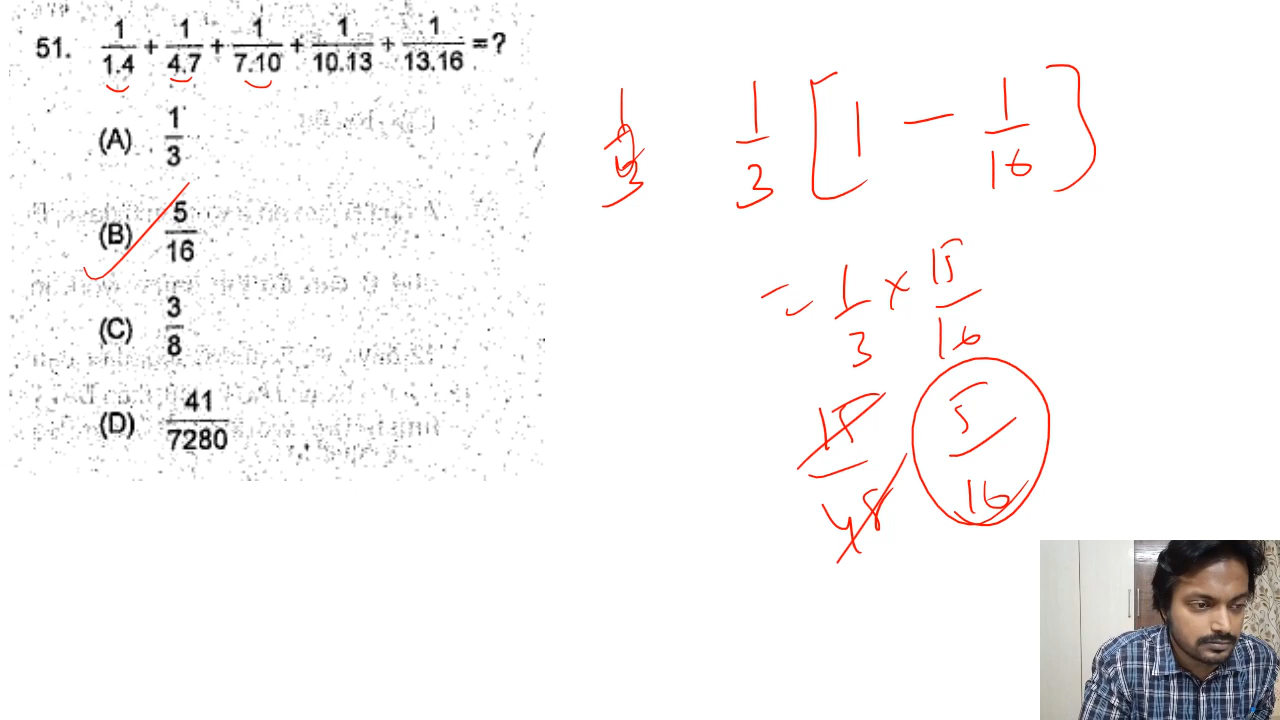 51. 1/1.4 + 1/4.7 + 1/7.10 + 1/10.13 + 1/13.16 = ?
(A) 1/3
(B) 5/16
(C) 3/8
(D) 41/7280
1/3 [1 - 1/16]
= 1/3 × 15/16
15/48
5/16